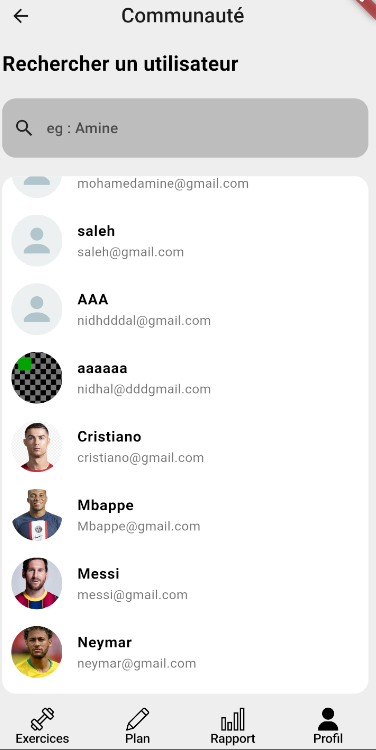 Communauté
Rechercher un utilisateur
eg : Amine
mohamedamine@gmail.com
saleh
saleh@gmail.com
AAA
nidhdddal@gmail.com
aaaaaa
nidhal@dddgmail.com
Cristiano
cristiano@gmail.com
Mbappe
Mbappe@gmail.com
Messi
messi@gmail.com
Neymar
neymar@gmail.com
Exercices
Plan
Rapport
Profil